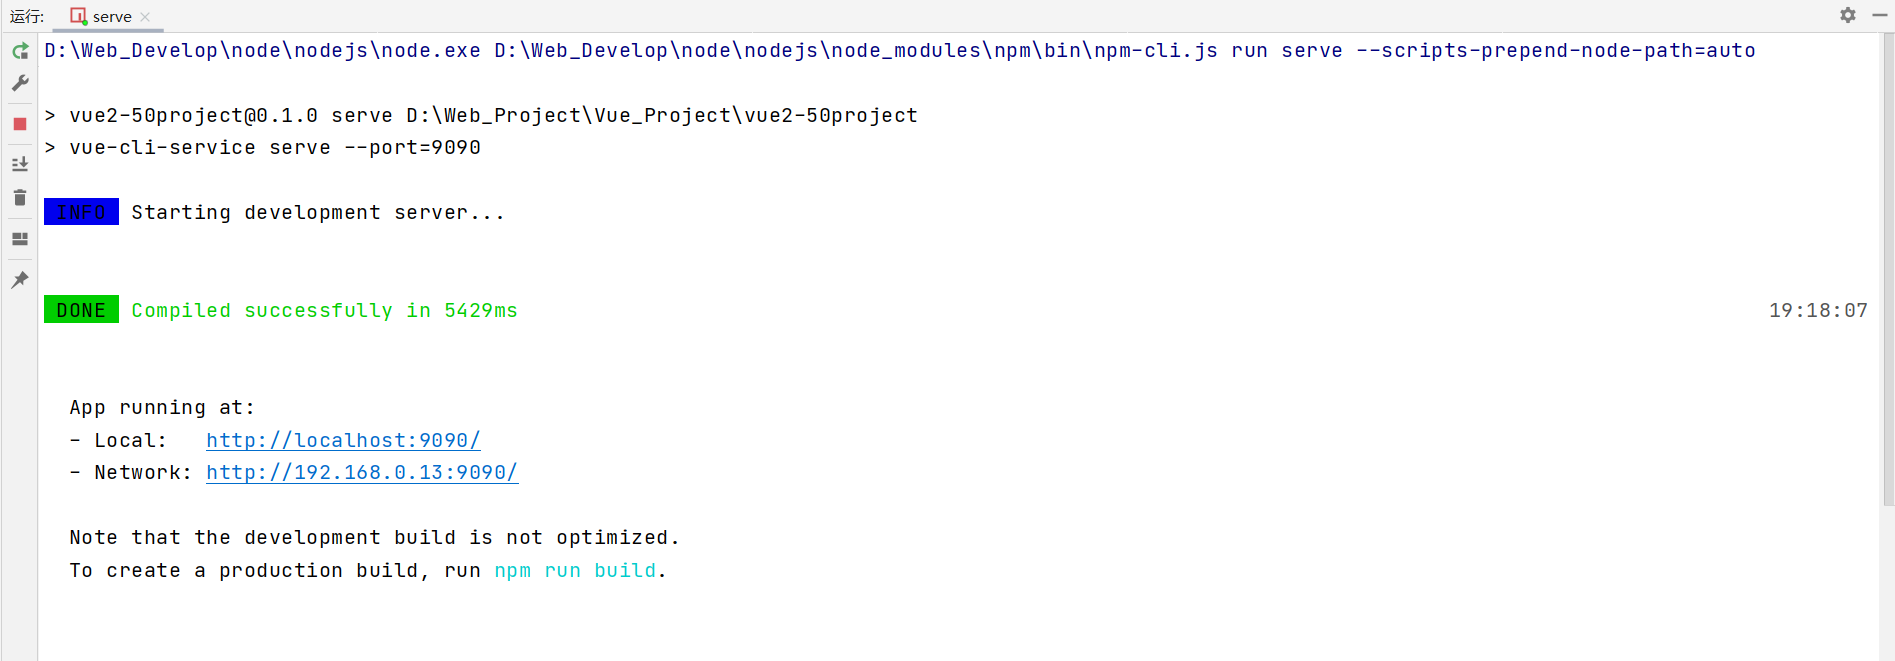 运行: serve
D:\Web_Develop\node\nodejs\node.exe D:\Web_Develop\node\nodejs\node_modules\npm\bin\npm-cli.js run serve --scripts-prepend-node-path=auto
> vue2-50project@0.1.0 serve D:\Web_Project\Vue_Project\vue2-50project
> vue-cli-service serve --port=9090
INFO Starting development server...
DONE Compiled successfully in 5429ms 19:18:07
App running at:
- Local: http://localhost:9090/
- Network: http://192.168.0.13:9090/
Note that the development build is not optimized.
To create a production build, run npm run build.